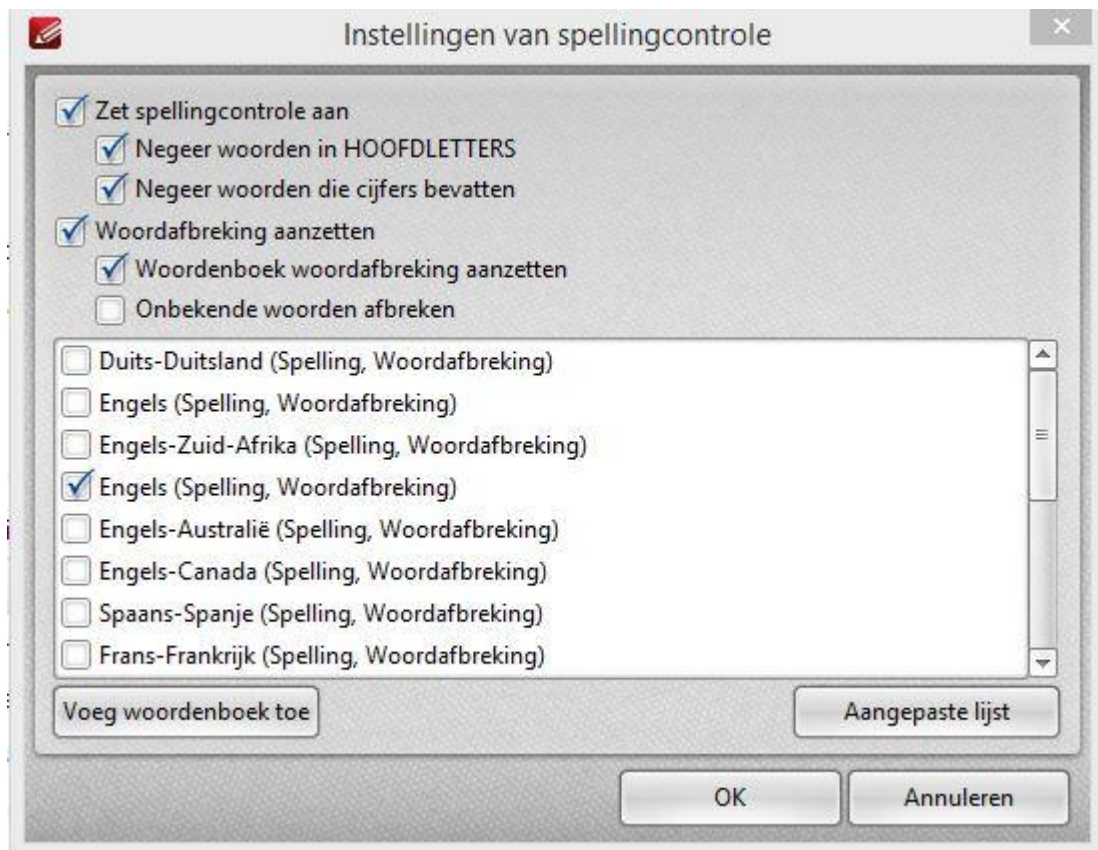 Instellingen van spellingcontrole
Zet spellingcontrole aan
Negeer woorden in HOOFDLETTERS
Negeer woorden die cijfers bevatten
Woordafbreking aanzetten
Woordenboek woordafbreking aanzetten
Onbekende woorden afbreken
Duits-Duitsland (Spelling, Woordafbreking)
Engels (Spelling, Woordafbreking)
Engels-Zuid-Afrika (Spelling, Woordafbreking)
Engels (Spelling, Woordafbreking)
Engels-Australië (Spelling, Woordafbreking)
Engels-Canada (Spelling, Woordafbreking)
Spaans-Spanje (Spelling, Woordafbreking)
Frans-Frankrijk (Spelling, Woordafbreking)
Voeg woordenboek toe Aangepaste lijst
OK Annuleren